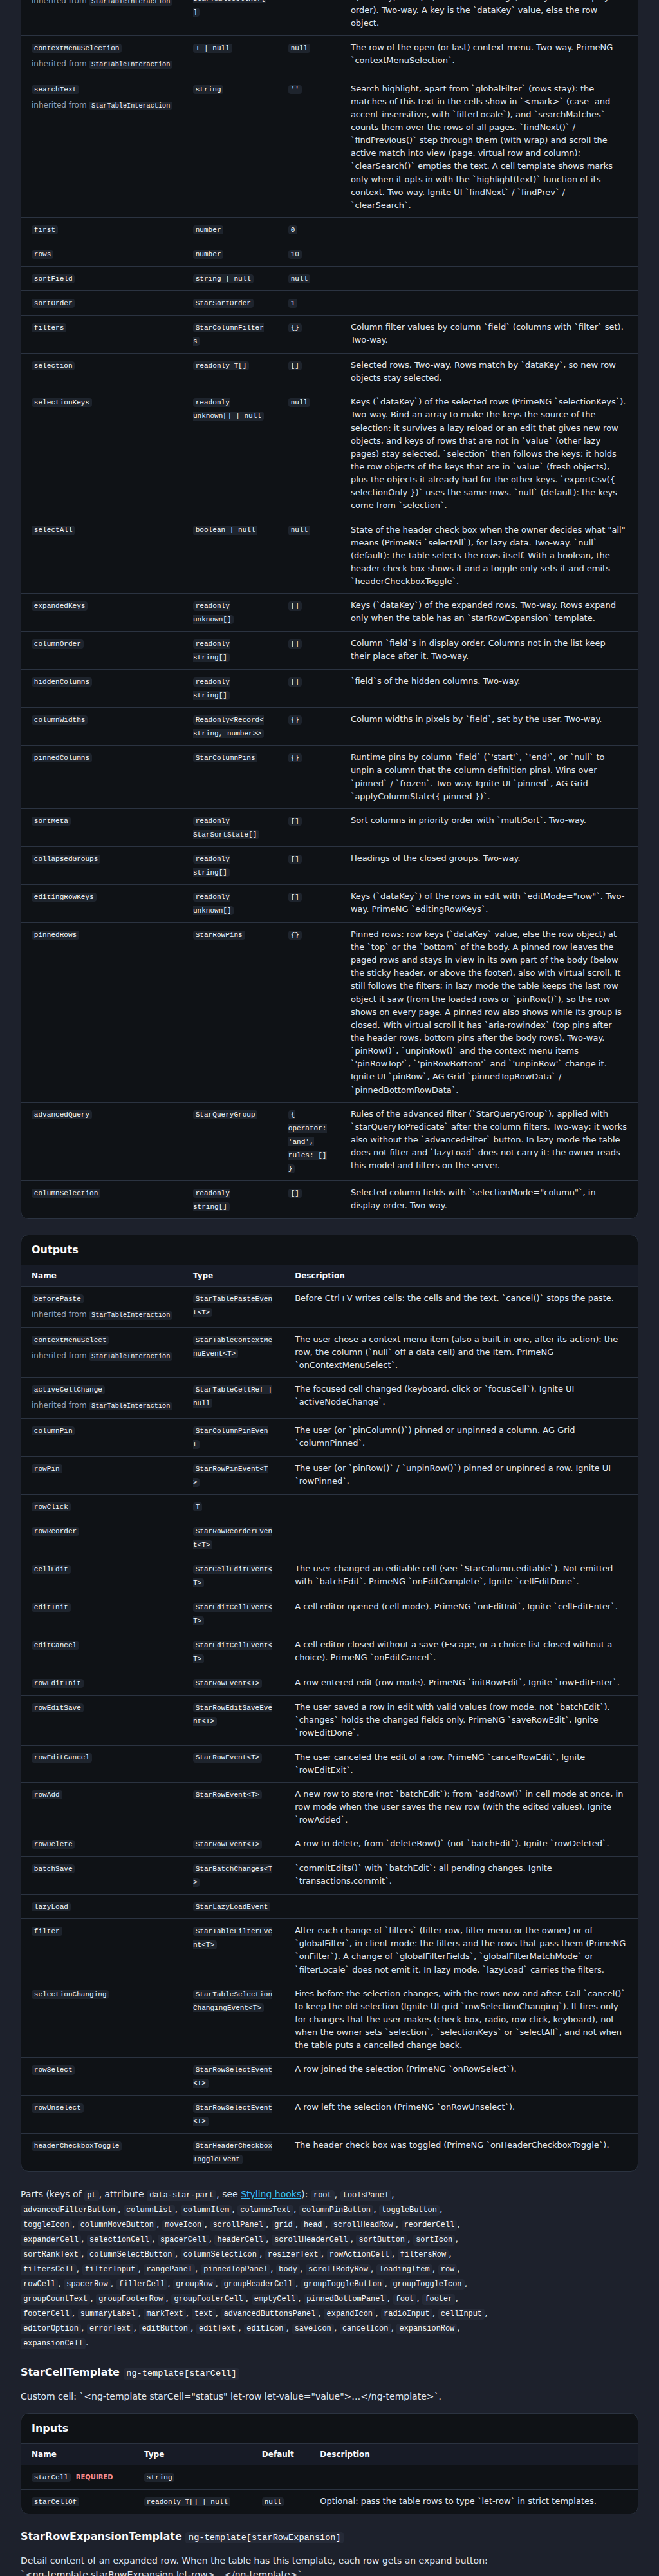 inherited from StarTableInteraction
]
order). Two-way. A key is the `dataKey` value, else the row
object.
contextMenuSelection T | null null The row of the open (or last) context menu. Two-way. PrimeNG
inherited from StarTableInteraction `contextMenuSelection`.
searchText string '' Search highlight, apart from `globalFilter` (rows stay): the
inherited from StarTableInteraction matches of this text in the cells show in `<mark>` (case- and
accent-insensitive, with `filterLocale`), and `searchMatches`
counts them over the rows of all pages. `findNext()` /
`findPrevious()` step through them (with wrap) and scroll the
active match into view (page, virtual row and column);
`clearSearch()` empties the text. A cell template shows marks
only when it opts in with the `highlight(text)` function of its
context. Two-way. Ignite UI `findNext` / `findPrev` /
`clearSearch`.
first number 0
rows number 10
sortField string | null null
sortOrder StarSortOrder 1
filters StarColumnFilter {} Column filter values by column `field` (columns with `filter` set).
s Two-way.
selection readonly T[] [] Selected rows. Two-way. Rows match by `dataKey`, so new row
objects stay selected.
selectionKeys readonly null Keys (`dataKey`) of the selected rows (PrimeNG `selectionKeys`).
unknown[] | null Two-way. Bind an array to make the keys the source of the
selection: it survives a lazy reload or an edit that gives new row
objects, and keys of rows that are not in `value` (other lazy
pages) stay selected. `selection` then follows the keys: it holds
the row objects of the keys that are in `value` (fresh objects),
plus the objects it already had for the other keys. `exportCsv({
selectionOnly })` uses the same rows. `null` (default): the keys
come from `selection`.
selectAll boolean | null null State of the header check box when the owner decides what "all"
means (PrimeNG `selectAll`), for lazy data. Two-way. `null`
(default): the table selects the rows itself. With a boolean, the
header check box shows it and a toggle only sets it and emits
`headerCheckboxToggle`.
expandedKeys readonly [] Keys (`dataKey`) of the expanded rows. Two-way. Rows expand
unknown[] only when the table has an `starRowExpansion` template.
columnOrder readonly [] Column `field`s in display order. Columns not in the list keep
string[] their place after it. Two-way.
hiddenColumns readonly [] `field`s of the hidden columns. Two-way.
string[]
columnWidths Readonly<Record< {} Column widths in pixels by `field`, set by the user. Two-way.
string, number>>
pinnedColumns StarColumnPins {} Runtime pins by column `field` (`'start'`, `'end'`, or `null` to
unpin a column that the column definition pins). Wins over
`pinned` / `frozen`. Two-way. Ignite UI `pinned`, AG Grid
`applyColumnState({ pinned })`.
sortMeta readonly [] Sort columns in priority order with `multiSort`. Two-way.
StarSortState[]
collapsedGroups readonly [] Headings of the closed groups. Two-way.
string[]
editingRowKeys readonly [] Keys (`dataKey`) of the rows in edit with `editMode="row"`. Two-
unknown[] way. PrimeNG `editingRowKeys`.
pinnedRows StarRowPins {} Pinned rows: row keys (`dataKey` value, else the row object) at
the `top` or the `bottom` of the body. A pinned row leaves the
paged rows and stays in view in its own part of the body (below
the sticky header, or above the footer), also with virtual scroll. It
still follows the filters; in lazy mode the table keeps the last row
object it saw (from the loaded rows or `pinRow()`), so the row
shows on every page. A pinned row also shows while its group is
closed. With virtual scroll it has `aria-rowindex` (top pins after
the header rows, bottom pins after the body rows). Two-way.
`pinRow()`, `unpinRow()` and the context menu items
`'pinRowTop'`, `'pinRowBottom'` and `'unpinRow'` change it.
Ignite UI `pinRow`, AG Grid `pinnedTopRowData` /
`pinnedBottomRowData`.
advancedQuery StarQueryGroup { Rules of the advanced filter (`StarQueryGroup`), applied with
operator: `starQueryToPredicate` after the column filters. Two-way; it works
'and', also without the `advancedFilter` button. In lazy mode the table
rules: [] does not filter and `lazyLoad` does not carry it: the owner reads
} this model and filters on the server.
columnSelection readonly [] Selected column fields with `selectionMode="column"`, in
string[] display order. Two-way.
Outputs
Name Type Description
beforePaste StarTablePasteEven Before Ctrl+V writes cells: the cells and the text. `cancel()` stops the paste.
inherited from StarTableInteraction t<T>
contextMenuSelect StarTableContextMe The user chose a context menu item (also a built-in one, after its action): the
inherited from StarTableInteraction nuEvent<T> row, the column (`null` off a data cell) and the item. PrimeNG
`onContextMenuSelect`.
activeCellChange StarTableCellRef | The focused cell changed (keyboard, click or `focusCell`). Ignite UI
inherited from StarTableInteraction null `activeNodeChange`.
columnPin StarColumnPinEven The user (or `pinColumn()`) pinned or unpinned a column. AG Grid
t `columnPinned`.
rowPin StarRowPinEvent<T The user (or `pinRow()` / `unpinRow()`) pinned or unpinned a row. Ignite UI
> `rowPinned`.
rowClick T
rowReorder StarRowReorderEven
t<T>
cellEdit StarCellEditEvent< The user changed an editable cell (see `StarColumn.editable`). Not emitted
T> with `batchEdit`. PrimeNG `onEditComplete`, Ignite `cellEditDone`.
editInit StarEditCellEvent< A cell editor opened (cell mode). PrimeNG `onEditInit`, Ignite `cellEditEnter`.
T>
editCancel StarEditCellEvent< A cell editor closed without a save (Escape, or a choice list closed without a
T> choice). PrimeNG `onEditCancel`.
rowEditInit StarRowEvent<T> A row entered edit (row mode). PrimeNG `initRowEdit`, Ignite `rowEditEnter`.
rowEditSave StarRowEditSaveEve The user saved a row in edit with valid values (row mode, not `batchEdit`).
nt<T> `changes` holds the changed fields only. PrimeNG `saveRowEdit`, Ignite
`rowEditDone`.
rowEditCancel StarRowEvent<T> The user canceled the edit of a row. PrimeNG `cancelRowEdit`, Ignite
`rowEditExit`.
rowAdd StarRowEvent<T> A new row to store (not `batchEdit`): from `addRow()` in cell mode at once, in
row mode when the user saves the new row (with the edited values). Ignite
`rowAdded`.
rowDelete StarRowEvent<T> A row to delete, from `deleteRow()` (not `batchEdit`). Ignite `rowDeleted`.
batchSave StarBatchChanges<T `commitEdits()` with `batchEdit`: all pending changes. Ignite
> `transactions.commit`.
lazyLoad StarLazyLoadEvent
filter StarTableFilterEve After each change of `filters` (filter row, filter menu or the owner) or of
nt<T> `globalFilter`, in client mode: the filters and the rows that pass them (PrimeNG
`onFilter`). A change of `globalFilterFields`, `globalFilterMatchMode` or
`filterLocale` does not emit it. In lazy mode, `lazyLoad` carries the filters.
selectionChanging StarTableSelection Fires before the selection changes, with the rows now and after. Call `cancel()`
ChangingEvent<T> to keep the old selection (Ignite UI grid `rowSelectionChanging`). It fires only
for changes that the user makes (check box, radio, row click, keyboard), not
when the owner sets `selection`, `selectionKeys` or `selectAll`, and not when
the table puts a cancelled change back.
rowSelect StarRowSelectEvent A row joined the selection (PrimeNG `onRowSelect`).
<T>
rowUnselect StarRowSelectEvent A row left the selection (PrimeNG `onRowUnselect`).
<T>
headerCheckboxToggle StarHeaderCheckbox The header check box was toggled (PrimeNG `onHeaderCheckboxToggle`).
ToggleEvent
Parts (keys of pt, attribute data-star-part, see Styling hooks): root, toolsPanel,
advancedFilterButton, columnList, columnItem, columnsText, columnPinButton, toggleButton,
toggleIcon, columnMoveButton, moveIcon, scrollPanel, grid, head, scrollHeadRow, reorderCell,
expanderCell, selectionCell, spacerCell, headerCell, scrollHeaderCell, sortButton, sortIcon,
sortRankText, columnSelectButton, columnSelectIcon, resizerText, rowActionCell, filtersRow,
filtersCell, filterInput, rangePanel, pinnedTopPanel, body, scrollBodyRow, loadingItem, row,
rowCell, spacerRow, fillerCell, groupRow, groupHeaderCell, groupToggleButton, groupToggleIcon,
groupCountText, groupFooterRow, groupFooterCell, emptyCell, pinnedBottomPanel, foot, footer,
footerCell, summaryLabel, markText, text, advancedButtonsPanel, expandIcon, radioInput, cellInput,
editorOption, errorText, editButton, editText, editIcon, saveIcon, cancelIcon, expansionRow,
expansionCell.
StarCellTemplate ng-template[starCell]
Custom cell: `<ng-template starCell="status" let-row let-value="value">…</ng-template>`.
Inputs
Name Type Default Description
starCell REQUIRED string
starCellOf readonly T[] | null null Optional: pass the table rows to type `let-row` in strict templates.
StarRowExpansionTemplate ng-template[starRowExpansion]
Detail content of an expanded row. When the table has this template, each row gets an expand button:
`<ng-template starRowExpansion let-row>…</ng-template>`